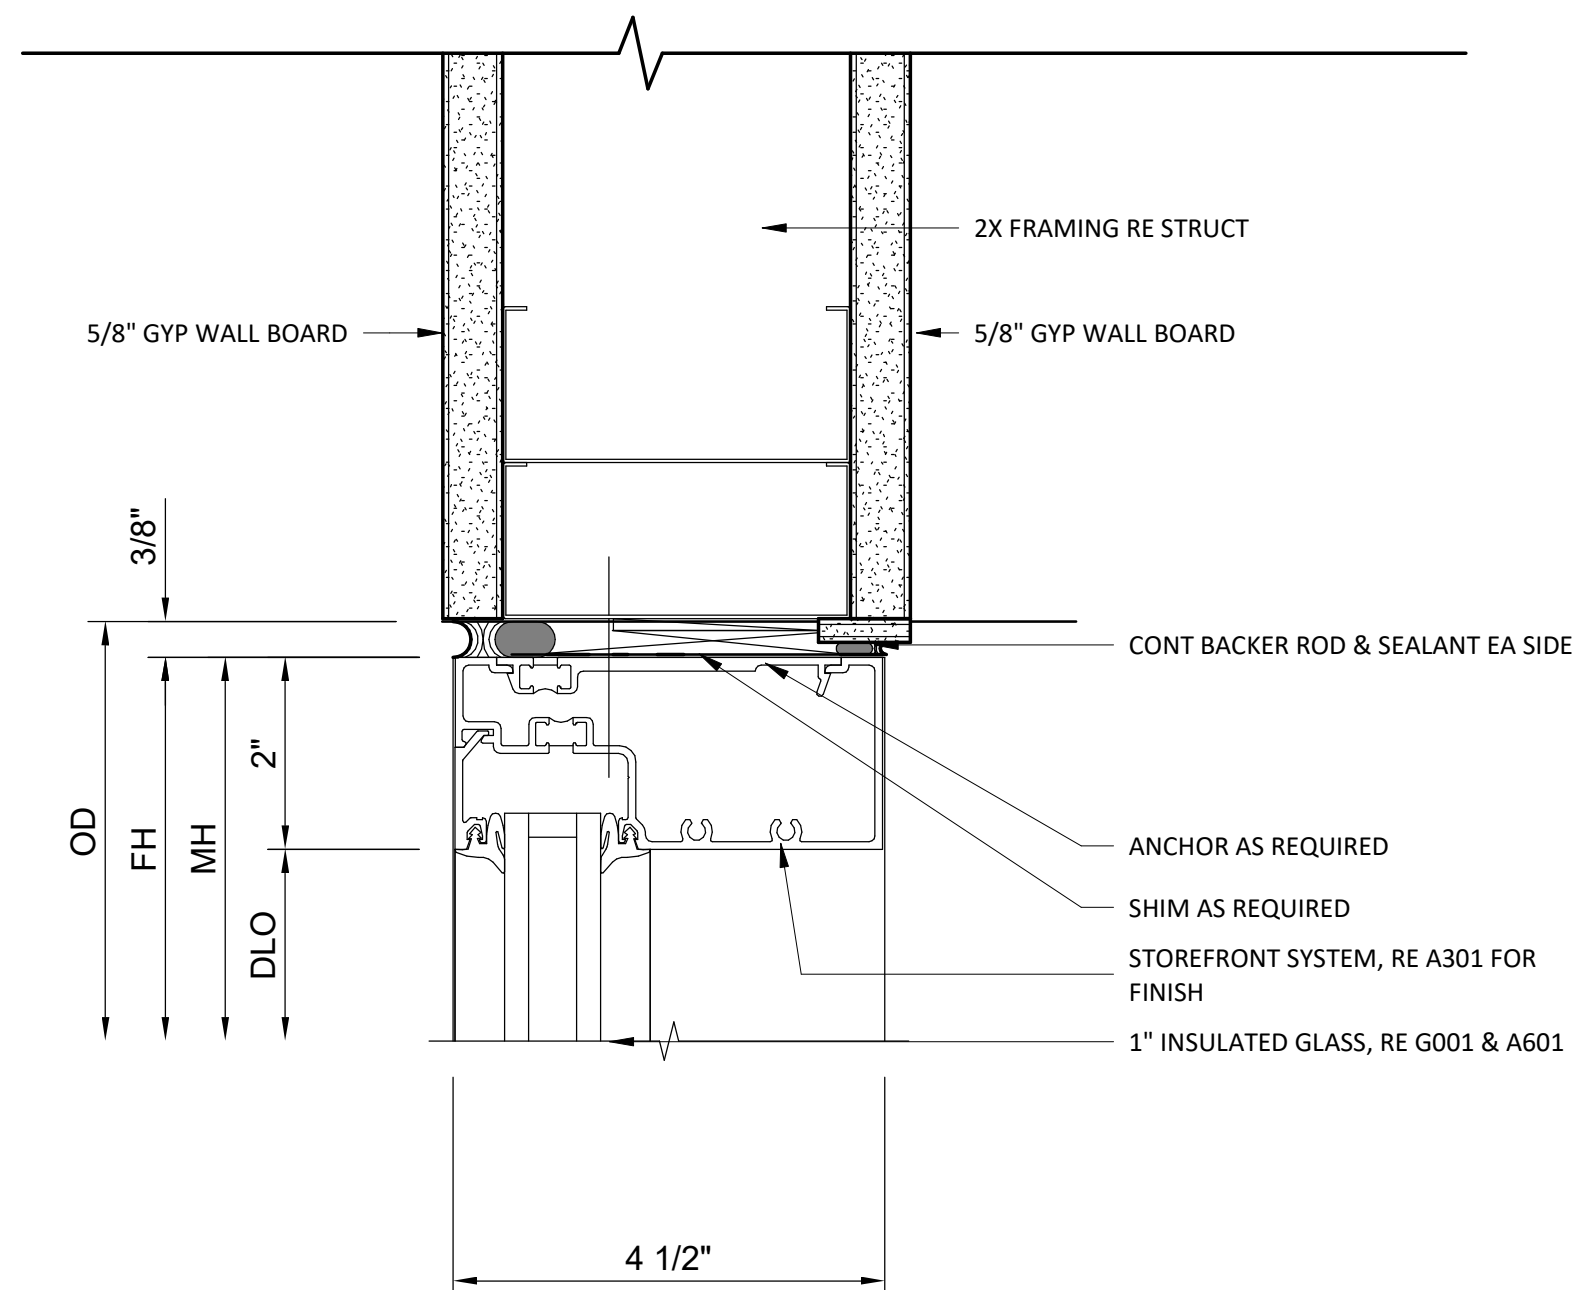 2X FRAMING RE STRUCT
5/8" GYP WALL BOARD
5/8" GYP WALL BOARD
3/8"
CONT BACKER ROD & SEALANT EA SIDE
2"
OD
FH
MH
ANCHOR AS REQUIRED
SHIM AS REQUIRED
DLO
STOREFRONT SYSTEM, RE A301 FOR
FINISH
1" INSULATED GLASS, RE G001 & A601
4 1/2"